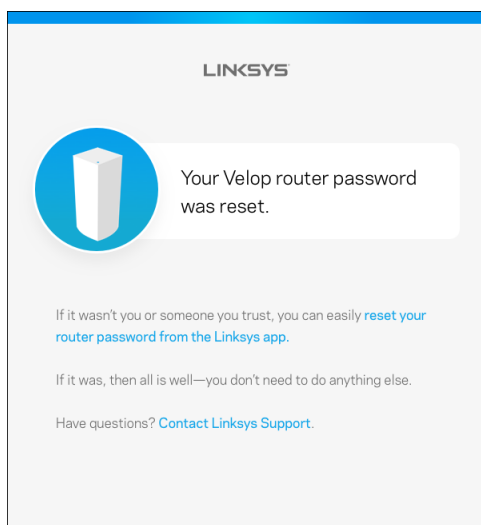 LINKSYS
Your Velop router password
was reset.
If it wasn't you or someone you trust, you can easily reset your
router password from the Linksys app.
If it was, then all is well—you don't need to do anything else.
Have questions? Contact Linksys Support.